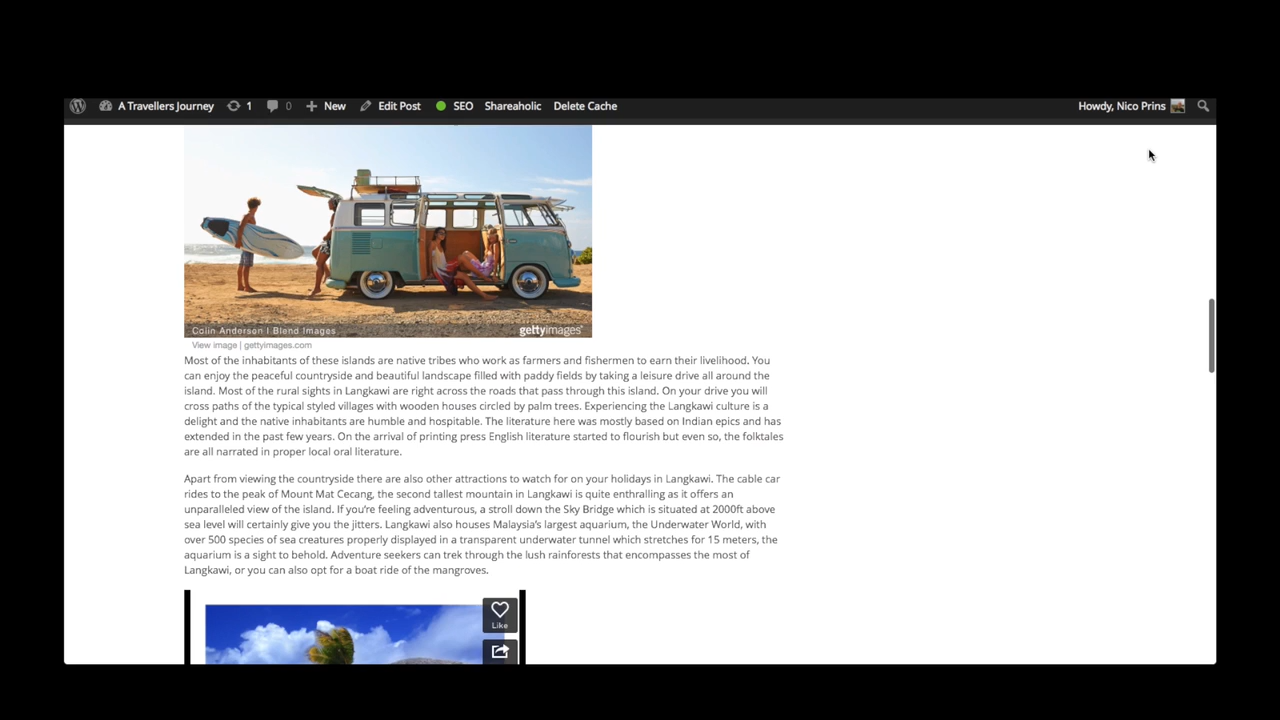 A Travellers Journey 1 0 New Edit Post SEO Shareaholic Delete Cache Howdy, Nico Prins
Colin Anderson | Blend Images gettyimages®
View image | gettyimages.com
Most of the inhabitants of these islands are native tribes who work as farmers and fishermen to earn their livelihood. You
can enjoy the peaceful countryside and beautiful landscape filled with paddy fields by taking a leisure drive all around the
island. Most of the rural sights in Langkawi are right across the roads that pass through this island. On your drive you will
cross paths of the typical styled villages with wooden houses circled by palm trees. Experiencing the Langkawi culture is a
delight and the native inhabitants are humble and hospitable. The literature here was mostly based on Indian epics and has
extended in the past few years. On the arrival of printing press English literature started to flourish but even so, the folktales
are all narrated in proper local oral literature.
Apart from viewing the countryside there are also other attractions to watch for on your holidays in Langkawi. The cable car
rides to the peak of Mount Mat Cecang, the second tallest mountain in Langkawi is quite enthralling as it offers an
unparalleled view of the island. If you're feeling adventurous, a stroll down the Sky Bridge which is situated at 2000ft above
sea level will certainly give you the jitters. Langkawi also houses Malaysia's largest aquarium, the Underwater World, with
over 500 species of sea creatures properly displayed in a transparent underwater tunnel which stretches for 15 meters, the
aquarium is a sight to behold. Adventure seekers can trek through the lush rainforests that encompasses the most of
Langkawi, or you can also opt for a boat ride of the mangroves.
Like